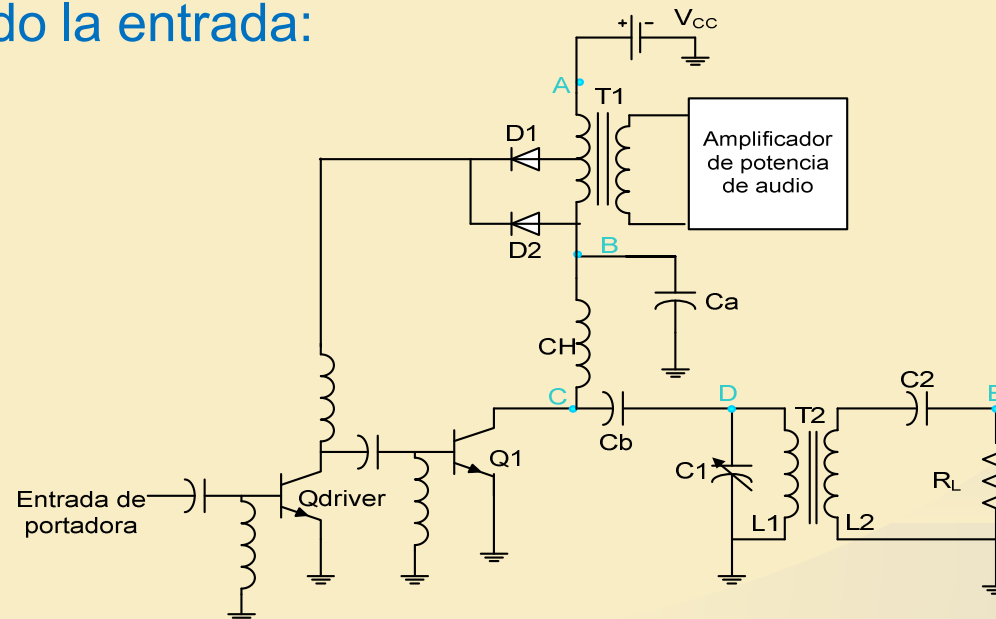 do la entrada:
+ - VCC
A
T1
D1
Amplificador
de potencia
de audio
D2
B
Ca
CH
C
Cb
D
C2
T2
C1
L1
L2
RL
Q1
Entrada de
portadora
Qdriver